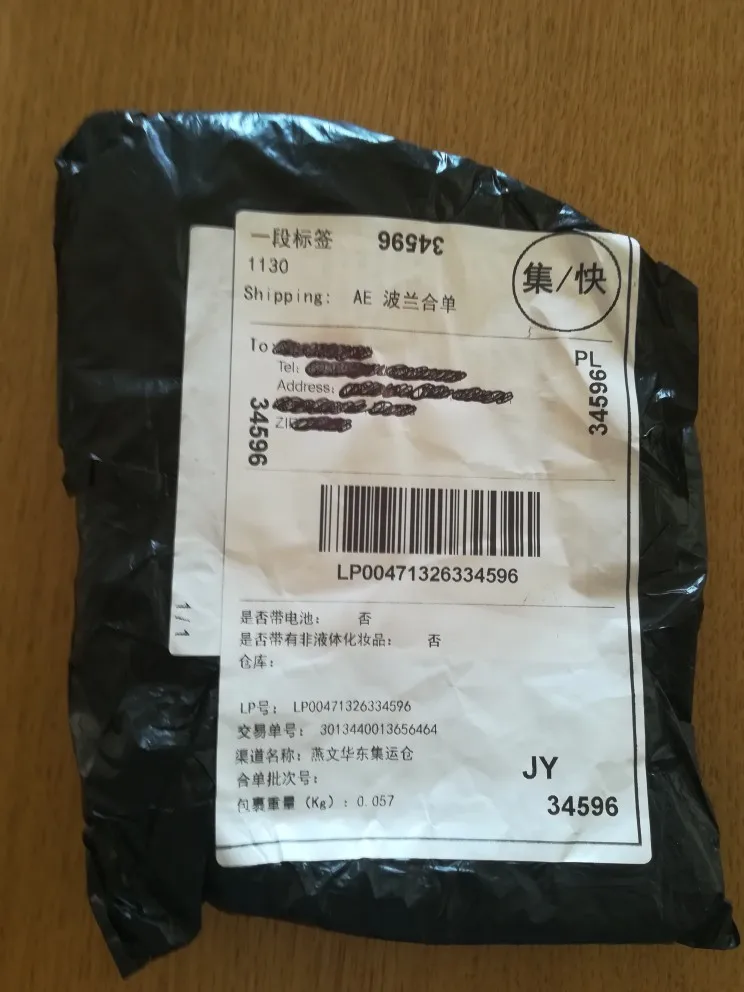 一段标签
34596
1130
集/快
Shipping: AE 波兰合单
To:
PL
Tel:
Address:
34596
34596
ZI
LP00471326334596
1/1
是否带电池： 否
是否带有非液体化妆品： 否
仓库：
LP号： LP00471326334596
交易单号： 3013440013656464
渠道名称：燕文华东集运仓
JY
合单批次号：
包裹重量（Kg）：0.057
34596